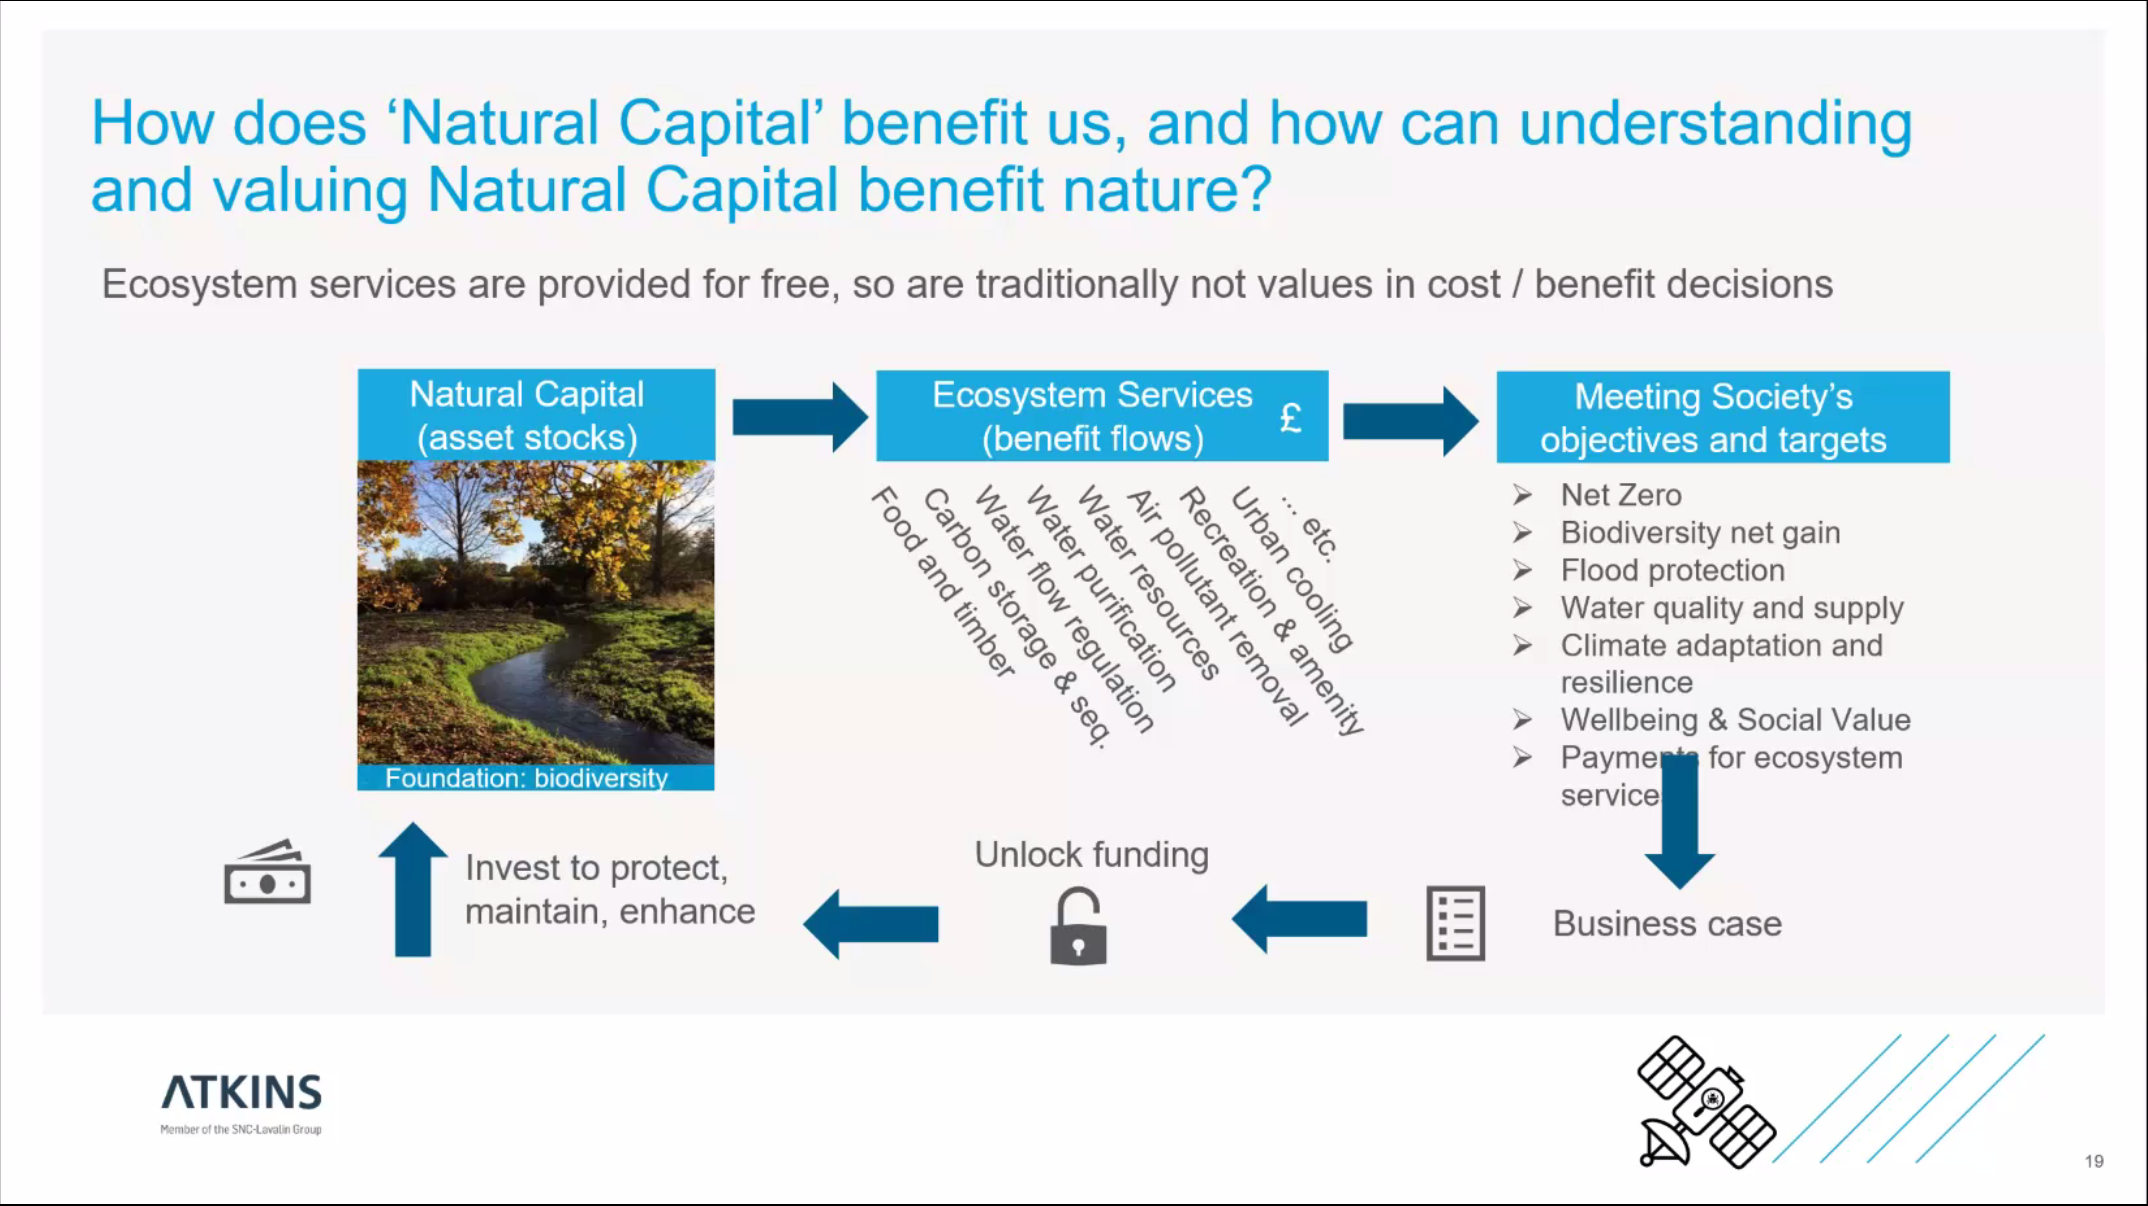 How does ‘Natural Capital’ benefit us, and how can understanding
and valuing Natural Capital benefit nature?
Ecosystem services are provided for free, so are traditionally not values in cost / benefit decisions
Natural Capital
(asset stocks)
Foundation: biodiversity
Ecosystem Services
(benefit flows)
£
Food and timber
Carbon storage & seq.
Water flow regulation
Water purification
Water resources
Air pollutant removal
Recreation & amenity
Urban cooling
... etc.
Meeting Society’s
objectives and targets
Net Zero
Biodiversity net gain
Flood protection
Water quality and supply
Climate adaptation and
resilience
Wellbeing & Social Value
Payments for ecosystem
service
Business case
Unlock funding
Invest to protect,
maintain, enhance
ATKINS
Member of the SNC-Lavalin Group
19